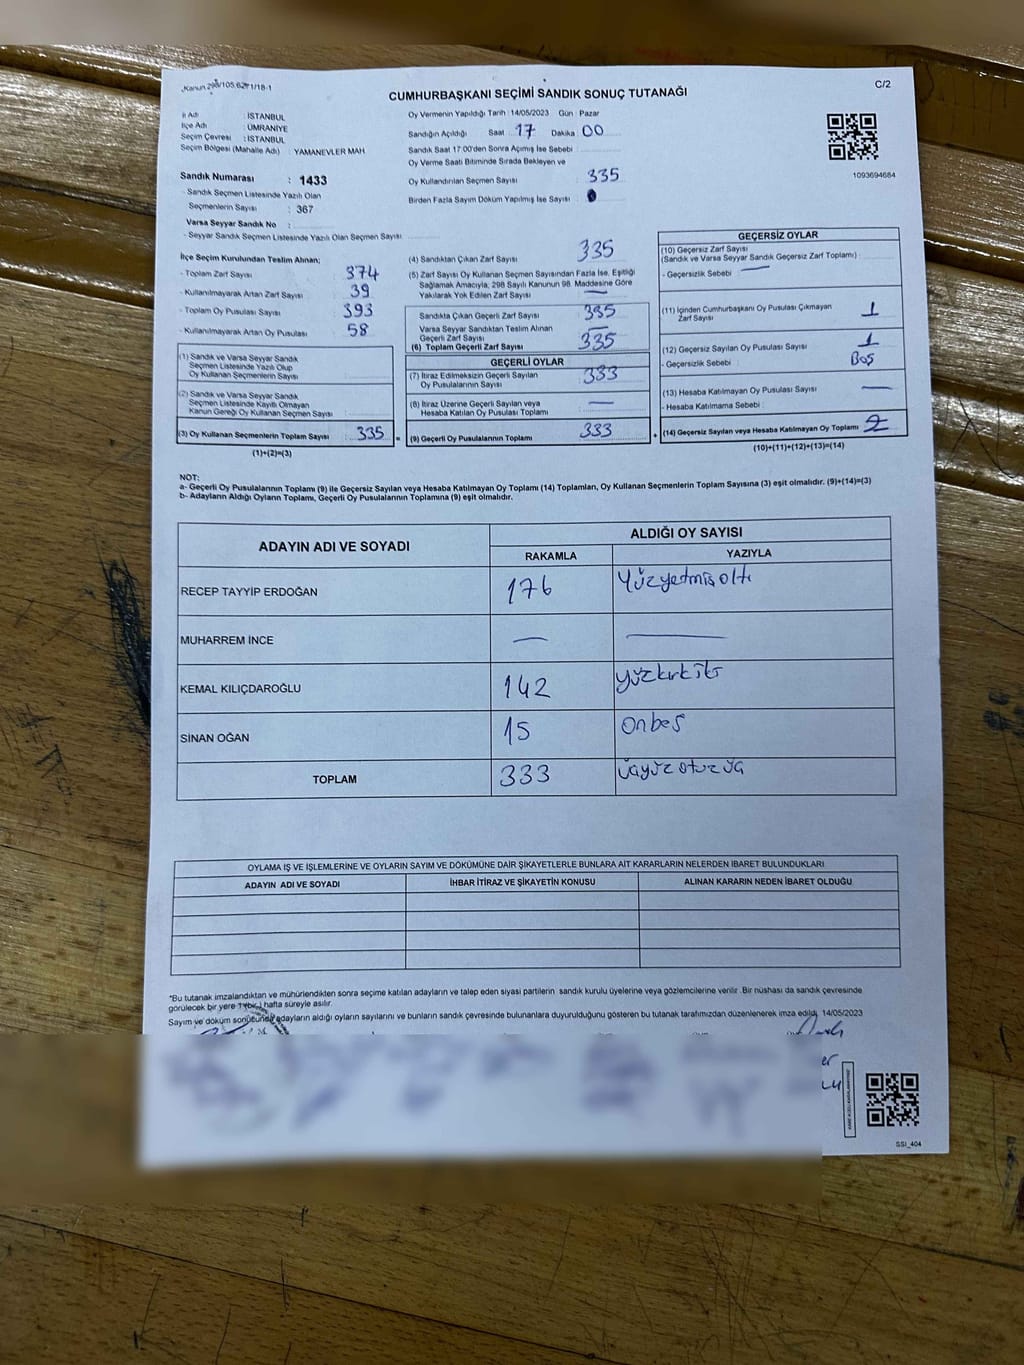 Kanun 298/105,62/1/18-1
C/2
CUMHURBAŞKANI SEÇİMİ SANDIK SONUÇ TUTANAĞI
İl Adı : İSTANBUL
İlçe Adı : ÜMRANİYE
Seçim Çevresi : İSTANBUL
Seçim Bölgesi (Mahalle Adı) : YAMANEVLER MAH.
Sandık Numarası : 1433
- Sandık Seçmen Listesinde Yazılı Olan
Seçmenlerin Sayısı : 367
Varsa Seyyar Sandık No :
- Seyyar Sandık Seçmen Listesinde Yazılı Olan Seçmen Sayısı
Oy Vermenin Yapıldığı Tarih : 14/05/2023 Gün : Pazar
Sandığın Açıldığı Saat 17 Dakika 00
Sandık Saat 17:00'den Sonra Açımış İse Sebebi :
Oy Verme Saati Bitiminde Sırada Bekleyen ve
Oy Kullandırılan Seçmen Sayısı : 335
Birden Fazla Sayım Döküm Yapılmış İse Sayısı :
1093694684
İlçe Seçim Kurulundan Teslim Alınan;
- Toplam Zarf Sayısı 374
- Kullanılmayarak Artan Zarf Sayısı 39
- Toplam Oy Pusulası Sayısı 393
- Kullanılmayarak Artan Oy Pusulası 58
(1) Sandık ve Varsa Seyyar Sandık
Seçmen Listesinde Yazılı Olup
Oy Kullanan Seçmenlerin Sayısı
(2) Sandık ve Varsa Seyyar Sandık
Seçmen Listesinde Kayıtlı Olmayan
Kanun Gereği Oy Kullanan Seçmen Sayısı
(3) Oy Kullanan Seçmenlerin Toplam Sayısı : 335
(1)+(2)=(3)
(4) Sandıktan Çıkan Zarf Sayısı : 335
(5) Zarf Sayısı Oy Kullanan Seçmen Sayısından Fazla İse, Eşitliği
Sağlamak Amacıyla, 298 Sayılı Kanunun 98. Maddesine Göre
Yakılarak Yok Edilen Zarf Sayısı : —
Sandıkta Çıkan Geçerli Zarf Sayısı : 335
Varsa Seyyar Sandıktan Teslim Alınan
Geçerli Zarf Sayısı : —
(6) Toplam Geçerli Zarf Sayısı : 335
GEÇERLİ OYLAR
(7) İtiraz Edilmeksizin Geçerli Sayılan
Oy Pusulalarının Sayısı : 333
(8) İtiraz Üzerine Geçerli Sayılan veya
Hesaba Katılan Oy Pusulası Toplamı : —
= (9) Geçerli Oy Pusulalarının Toplamı : 333
GEÇERSİZ OYLAR
(10) Geçersiz Zarf Sayısı
(Sandık ve Varsa Seyyar Sandık Geçersiz Zarf Toplamı) :
- Geçersizlik Sebebi : —
(11) İçinden Cumhurbaşkanı Oy Pusulası Çıkmayan
Zarf Sayısı : 1
(12) Geçersiz Sayılan Oy Pusulası Sayısı : 1
- Geçersizlik Sebebi : Boş
(13) Hesaba Katılmayan Oy Pusulası Sayısı : —
- Hesaba Katılmama Sebebi :
+ (14) Geçersiz Sayılan veya Hesaba Katılmayan Oy Toplamı : 2
(10)+(11)+(12)+(13)=(14)
NOT:
a- Geçerli Oy Pusulalarının Toplamı (9) ile Geçersiz Sayılan veya Hesaba Katılmayan Oy Toplamı (14) Toplamları, Oy Kullanan Seçmenlerin Toplam Sayısına (3) eşit olmalıdır. (9)+(14)=(3)
b- Adayların Aldığı Oyların Toplamı, Geçerli Oy Pusulalarının Toplamına (9) eşit olmalıdır.
ADAYIN ADI VE SOYADI ALDIĞI OY SAYISI
RAKAMLA YAZIYLA
RECEP TAYYİP ERDOĞAN 176 Yüzyetmişaltı
MUHARREM İNCE — —
KEMAL KILIÇDAROĞLU 142 yüzkırkiki
SİNAN OĞAN 15 onbeş
TOPLAM 333 üçyüzotuzüç
OYLAMA İŞ VE İŞLEMLERİNE VE OYLARIN SAYIM VE DÖKÜMÜNE DAİR ŞİKAYETLERLE BUNLARA AİT KARARLARIN NELERDEN İBARET BULUNDUKLARI
ADAYIN ADI VE SOYADI İHBAR İTİRAZ VE ŞİKAYETİN KONUSU ALINAN KARARIN NEDEN İBARET OLDUĞU
*Bu tutanak imzalandıktan ve mühürlendikten sonra seçime katılan adayların ve talep eden siyasi partilerin sandık kurulu üyelerine veya gözlemcilerine verilir. Bir nüshası da sandık çevresinde
görülecek bir yere 1 (bir) hafta süreyle asılır.
Sayım ve döküm sonucunda adayların aldığı oyların sayılarını ve bunların sandık çevresinde bulunanlara duyurulduğunu gösteren bu tutanak tarafımızdan düzenlenerek imza edildi. 14/05/2023
SSI_404